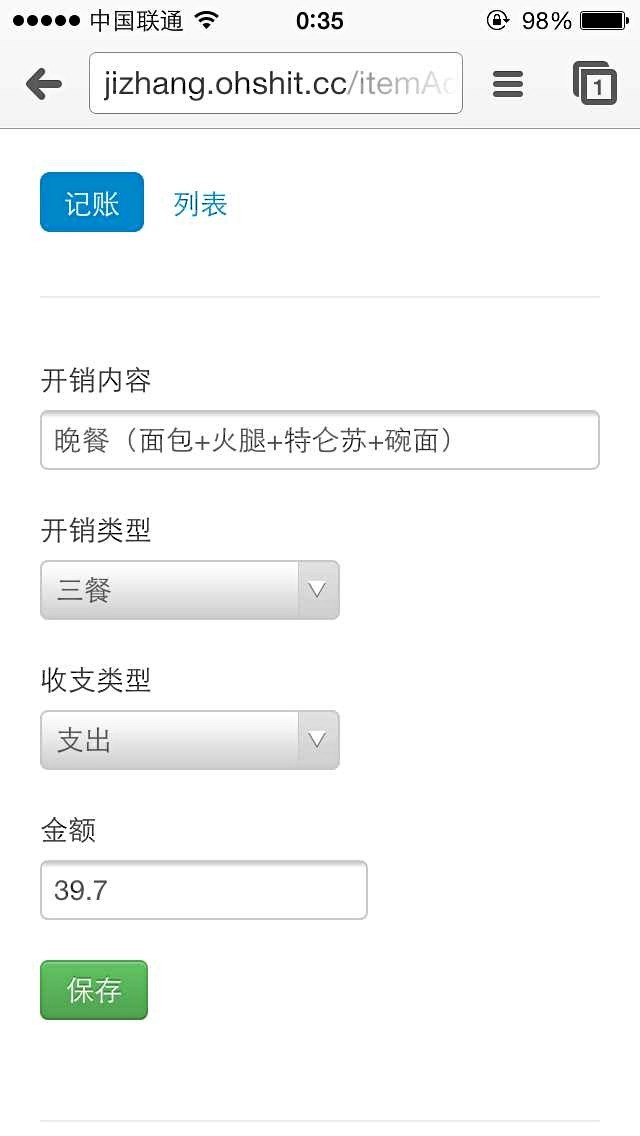 中国联通 0:35 98%
jizhang.ohshit.cc/itemAd
1
记账 列表
开销内容
晚餐（面包+火腿+特仑苏+碗面）
开销类型
三餐
收支类型
支出
金额
39.7
保存